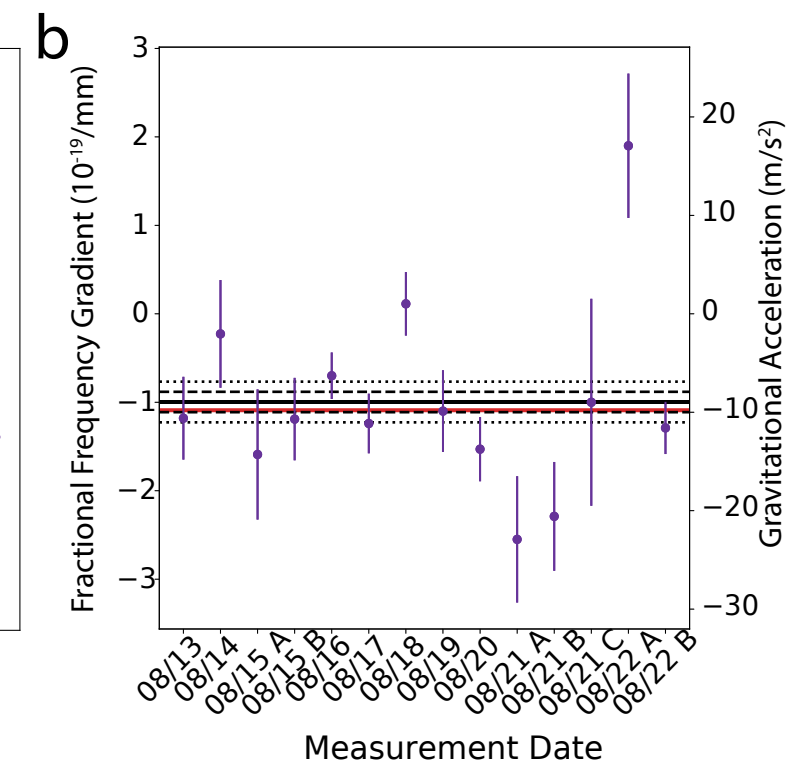 b
Fractional Frequency Gradient (10⁻¹⁹/mm)
3
2
1
0
−1
−2
−3
20
10
0
−10
−20
−30
Gravitational Acceleration (m/s²)
08/13
08/14
08/15 A
08/15 B
08/16
08/17
08/18
08/19
08/20
08/21 A
08/21 B
08/21 C
08/22 A
08/22 B
Measurement Date